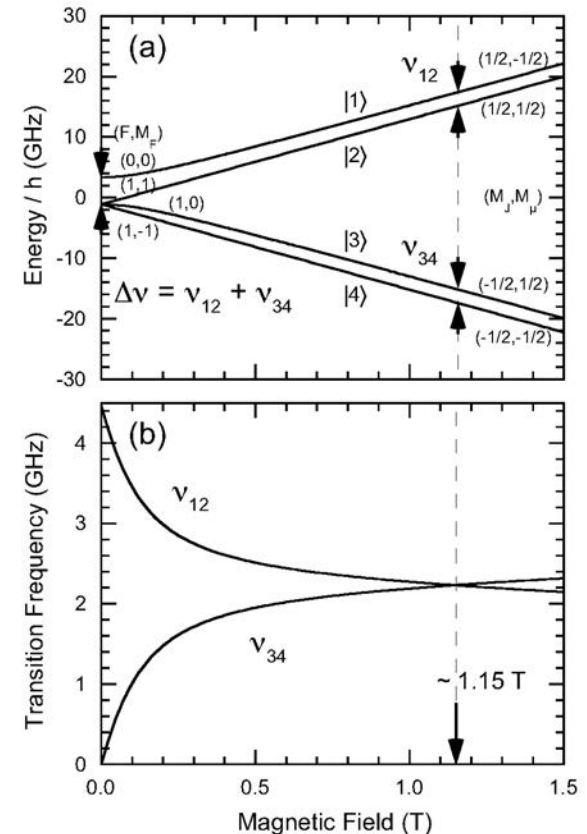 (a)
Energy / h (GHz)
30
20
10
0
-10
-20
-30
(F,M_F)
(0,0)
(1,1)
(1,0)
(1,-1)
|1⟩
|2⟩
|3⟩
|4⟩
ν₁₂
ν₃₄
(1/2,-1/2)
(1/2,1/2)
(M_J,M_μ)
(-1/2,1/2)
(-1/2,-1/2)
Δν = ν₁₂ + ν₃₄
(b)
Transition Frequency (GHz)
4
3
2
1
0
ν₁₂
ν₃₄
~ 1.15 T
0.0 0.5 1.0 1.5
Magnetic Field (T)